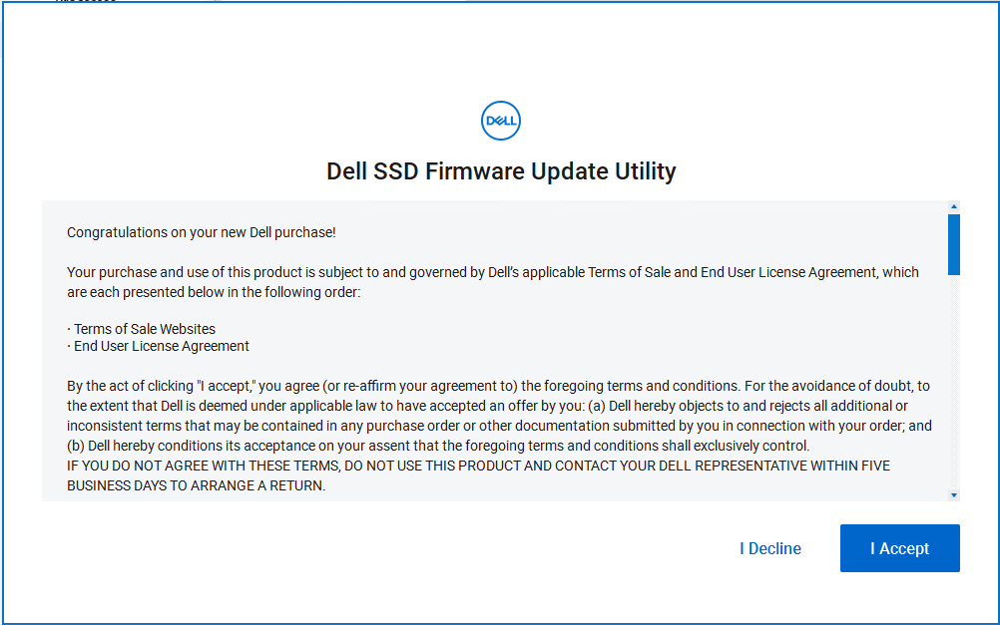 DELL
Dell SSD Firmware Update Utility
Congratulations on your new Dell purchase!
Your purchase and use of this product is subject to and governed by Dell’s applicable Terms of Sale and End User License Agreement, which
are each presented below in the following order:
· Terms of Sale Websites
· End User License Agreement
By the act of clicking "I accept," you agree (or re-affirm your agreement to) the foregoing terms and conditions. For the avoidance of doubt, to
the extent that Dell is deemed under applicable law to have accepted an offer by you: (a) Dell hereby objects to and rejects all additional or
inconsistent terms that may be contained in any purchase order or other documentation submitted by you in connection with your order; and
(b) Dell hereby conditions its acceptance on your assent that the foregoing terms and conditions shall exclusively control.
IF YOU DO NOT AGREE WITH THESE TERMS, DO NOT USE THIS PRODUCT AND CONTACT YOUR DELL REPRESENTATIVE WITHIN FIVE
BUSINESS DAYS TO ARRANGE A RETURN.
I Decline
I Accept